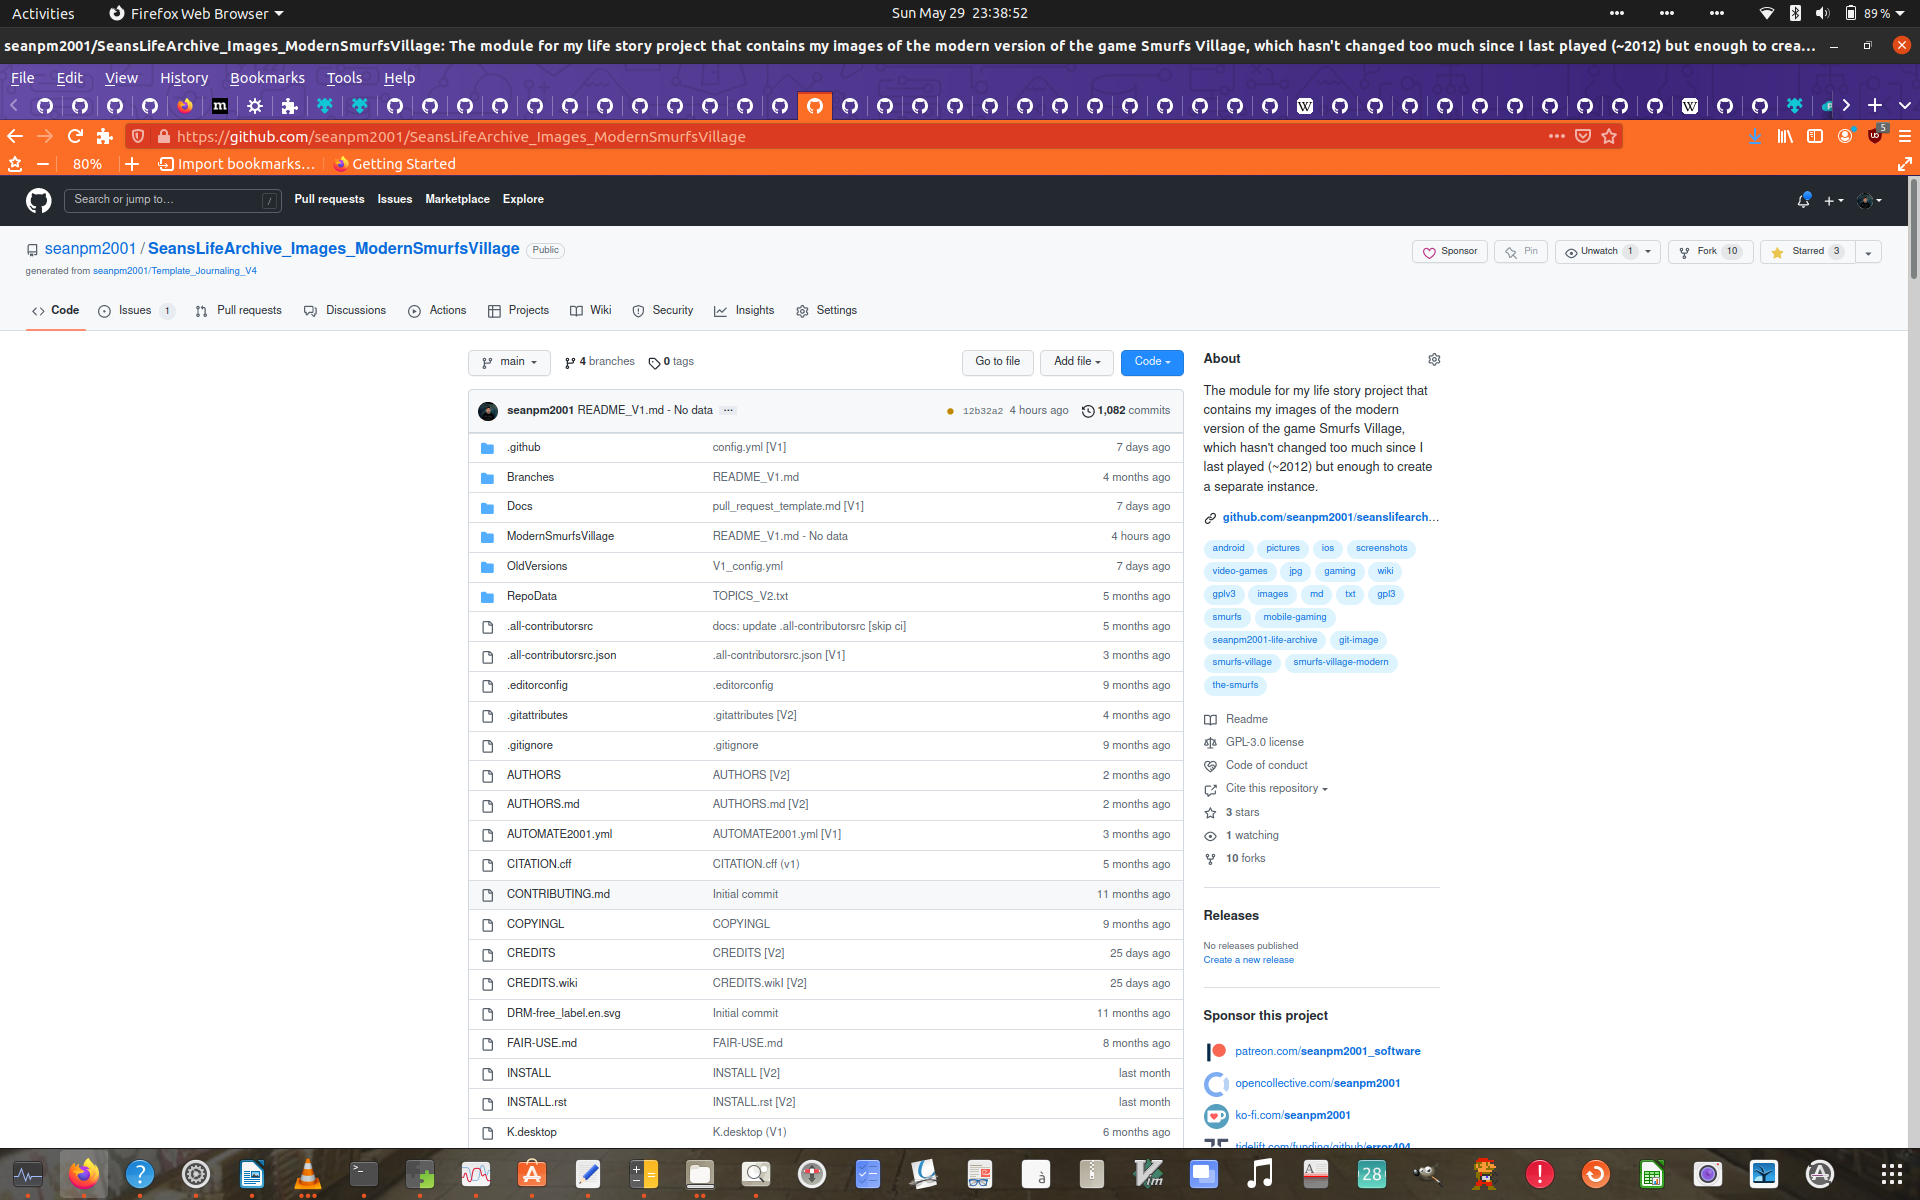 Activities Firefox Web Browser Sun May 29 23:38:52 89 %
seanpm2001/SeansLifeArchive_Images_ModernSmurfsVillage: The module for my life story project that contains my images of the modern version of the game Smurfs Village, which hasn't changed too much since I last played (~2012) but enough to crea...
File Edit View History Bookmarks Tools Help
https://github.com/seanpm2001/SeansLifeArchive_Images_ModernSmurfsVillage 5
80% Import bookmarks... Getting Started
Search or jump to... / Pull requests Issues Marketplace Explore
seanpm2001 / SeansLifeArchive_Images_ModernSmurfsVillage Public
Sponsor Pin Unwatch 1 Fork 10 Starred 3
generated from seanpm2001/Template_Journaling_V4
Code Issues 1 Pull requests Discussions Actions Projects Wiki Security Insights Settings
main 4 branches 0 tags Go to file Add file Code
seanpm2001 README_V1.md - No data ... 12b32a2 4 hours ago 1,082 commits
.github config.yml [V1] 7 days ago
Branches README_V1.md 4 months ago
Docs pull_request_template.md [V1] 7 days ago
ModernSmurfsVillage README_V1.md - No data 4 hours ago
OldVersions V1_config.yml 7 days ago
RepoData TOPICS_V2.txt 5 months ago
.all-contributorsrc docs: update .all-contributorsrc [skip ci] 5 months ago
.all-contributorsrc.json .all-contributorsrc.json [V1] 3 months ago
.editorconfig .editorconfig 9 months ago
.gitattributes .gitattributes [V2] 4 months ago
.gitignore .gitignore 9 months ago
AUTHORS AUTHORS [V2] 2 months ago
AUTHORS.md AUTHORS.md [V2] 2 months ago
AUTOMATE2001.yml AUTOMATE2001.yml [V1] 3 months ago
CITATION.cff CITATION.cff (v1) 5 months ago
CONTRIBUTING.md Initial commit 11 months ago
COPYINGL COPYINGL 9 months ago
CREDITS CREDITS [V2] 25 days ago
CREDITS.wiki CREDITS.wikI [V2] 25 days ago
DRM-free_label.en.svg Initial commit 11 months ago
FAIR-USE.md FAIR-USE.md 8 months ago
INSTALL INSTALL [V2] last month
INSTALL.rst INSTALL.rst [V2] last month
K.desktop K.desktop (V1) 6 months ago
About
The module for my life story project that
contains my images of the modern
version of the game Smurfs Village,
which hasn't changed too much since I
last played (~2012) but enough to create
a separate instance.
github.com/seanpm2001/seanslifearch...
android pictures ios screenshots
video-games jpg gaming wiki
gplv3 images md txt gpl3
smurfs mobile-gaming
seanpm2001-life-archive git-image
smurfs-village smurfs-village-modern
the-smurfs
Readme
GPL-3.0 license
Code of conduct
Cite this repository
3 stars
1 watching
10 forks
Releases
No releases published
Create a new release
Sponsor this project
patreon.com/seanpm2001_software
opencollective.com/seanpm2001
ko-fi.com/seanpm2001
tidelift.com/funding/github/error404
28